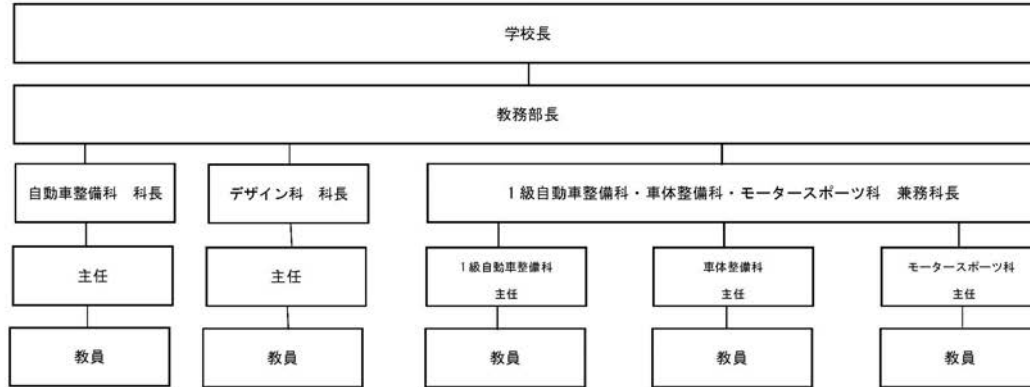 学校長
教務部長
自動車整備科　科長
デザイン科　科長
１級自動車整備科・車体整備科・モータースポーツ科　兼務科長
主任
主任
１級自動車整備科
主任
車体整備科
主任
モータースポーツ科
主任
教員
教員
教員
教員
教員